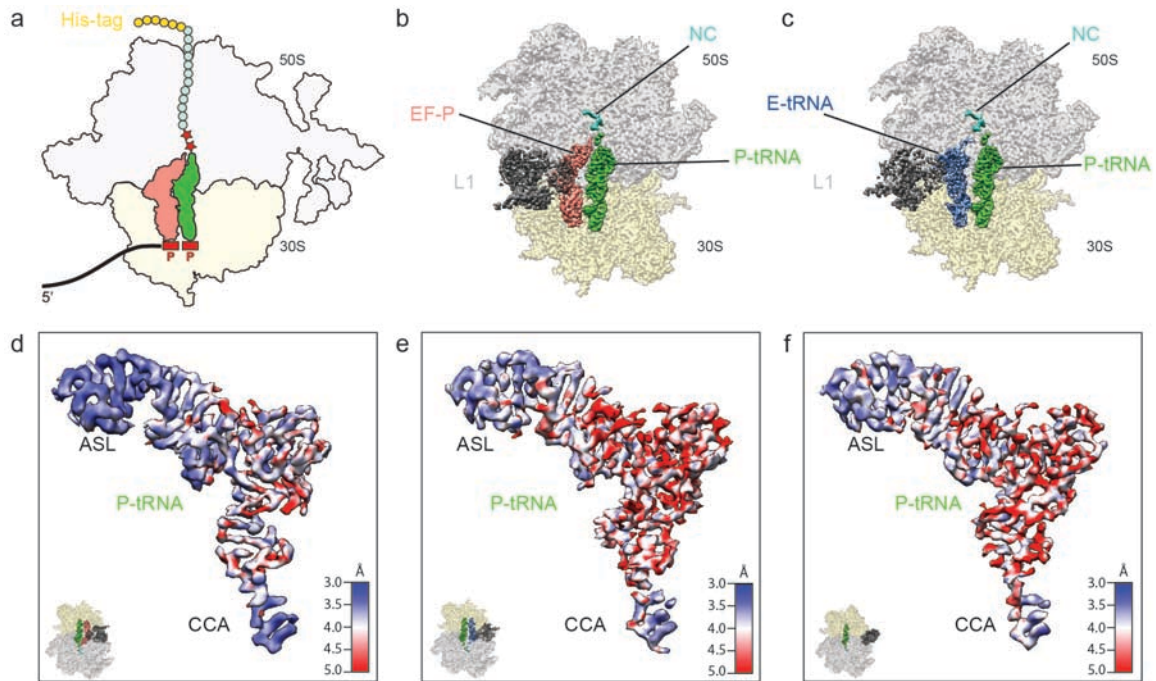 a
His-tag
50S
30S
P
P
5'
b
NC
50S
EF-P
P-tRNA
L1
30S
c
NC
50S
E-tRNA
P-tRNA
L1
30S
d
ASL
P-tRNA
CCA
Å
3.0
3.5
4.0
4.5
5.0
e
ASL
P-tRNA
CCA
Å
3.0
3.5
4.0
4.5
5.0
f
ASL
P-tRNA
CCA
Å
3.0
3.5
4.0
4.5
5.0